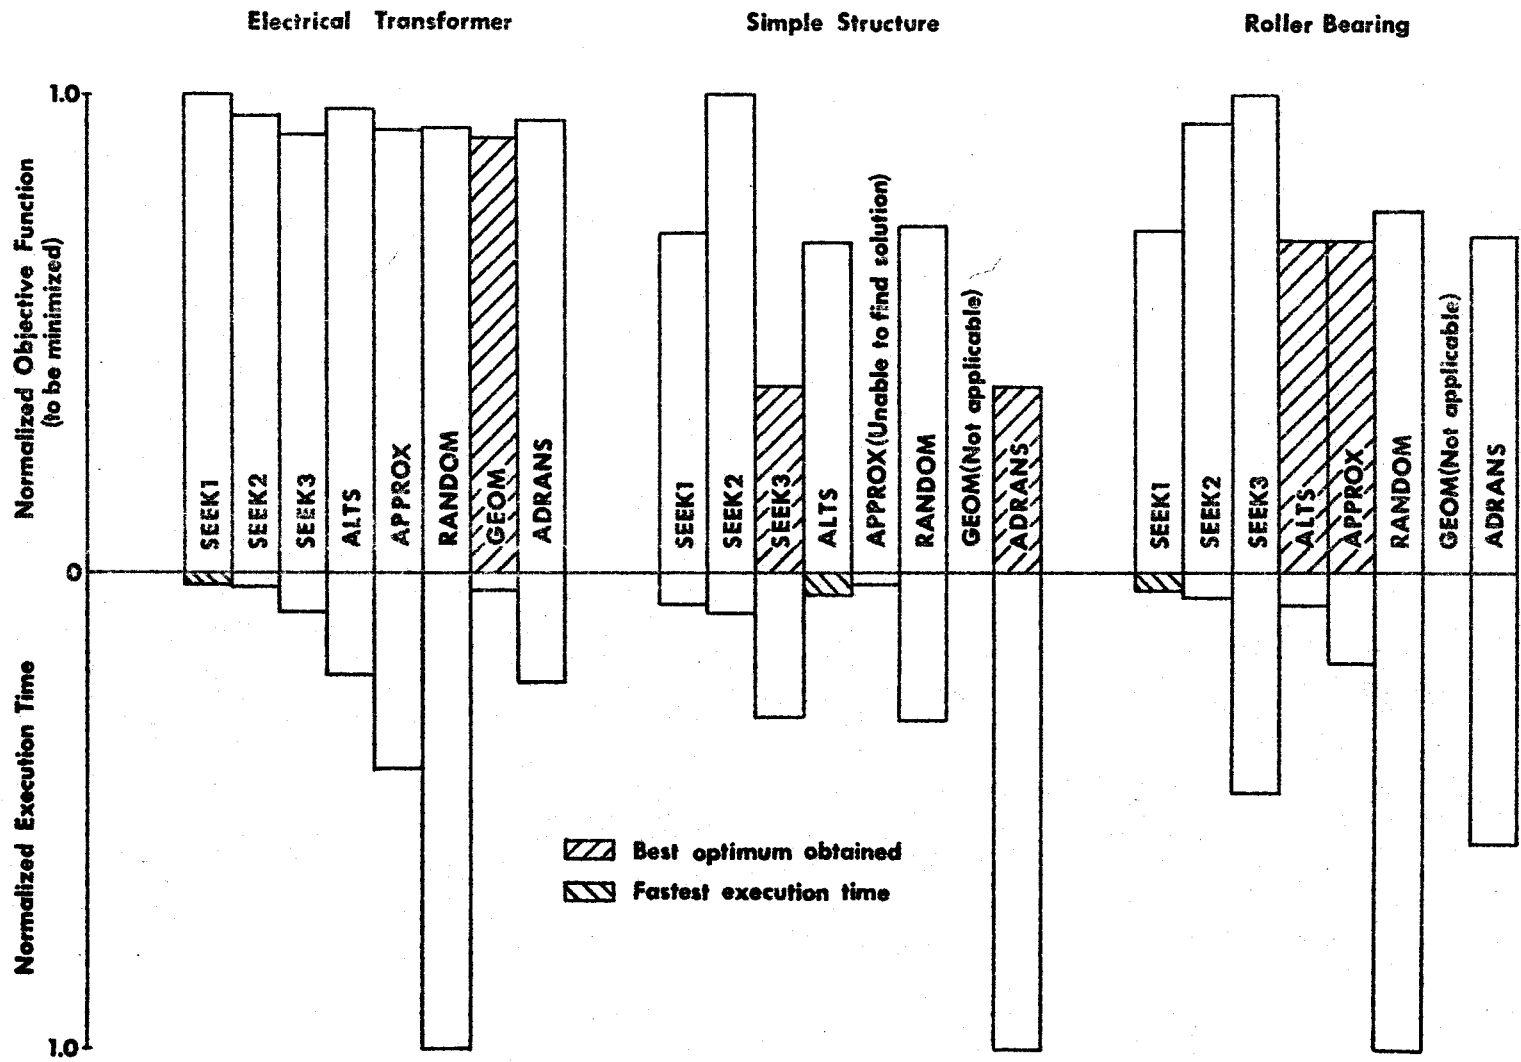 Electrical Transformer
Simple Structure
Roller Bearing
1.0
Normalized Objective Function
(to be minimized)
SEEK1
SEEK2
SEEK3
ALTS
APPROX
RANDOM
GEOM
ADRANS
SEEK1
SEEK2
SEEK3
ALTS
APPROX(Unable to find solution)
RANDOM
GEOM(Not applicable)
ADRANS
SEEK1
SEEK2
SEEK3
ALTS
APPROX
RANDOM
GEOM(Not applicable)
ADRANS
0
Normalized Execution Time
Best optimum obtained
Fastest execution time
1.0